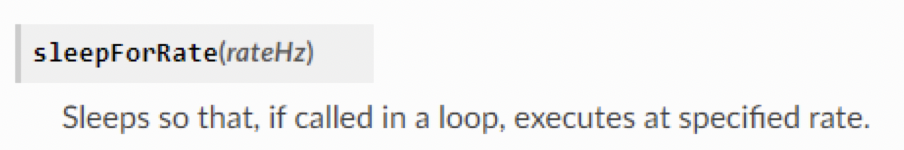 sleepForRate(rateHz)
Sleeps so that, if called in a loop, executes at specified rate.